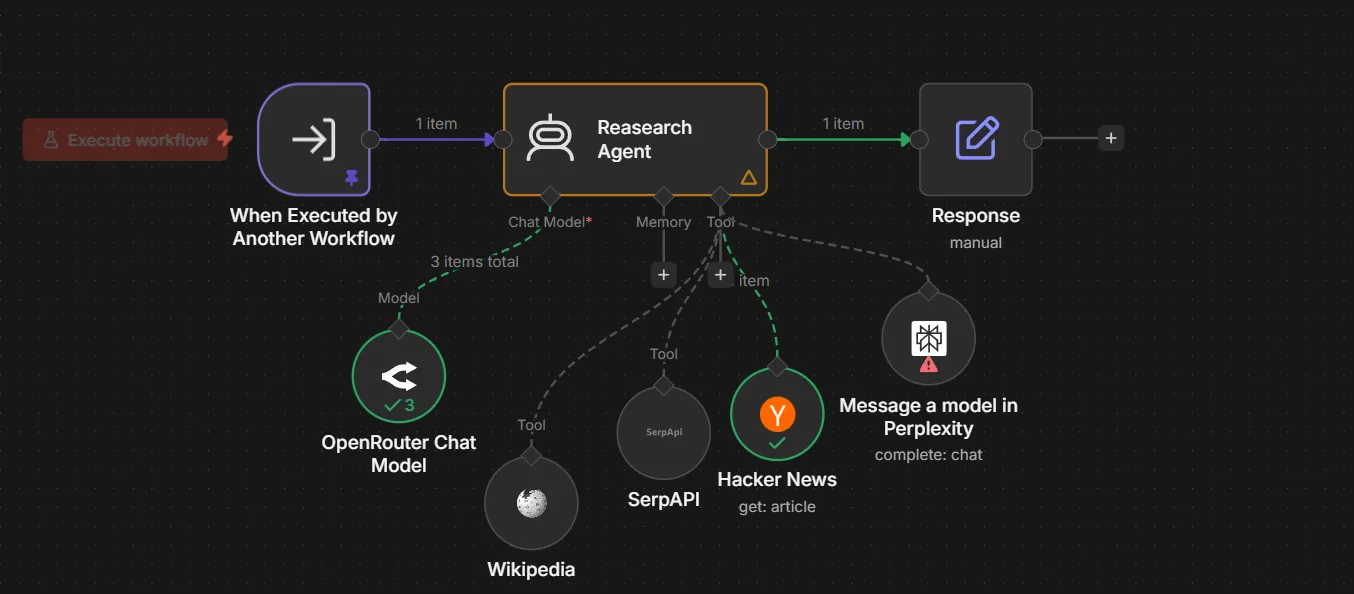 Execute workflow
1 item
Reasearch
Agent
1 item
When Executed by
Another Workflow
Chat Model*
Memory
Tool
Response
manual
3 items total
item
Model
Tool
SerpApi
Y
3
Message a model in
Perplexity
complete: chat
OpenRouter Chat
Model
Tool
SerpAPI
Hacker News
get: article
Wikipedia